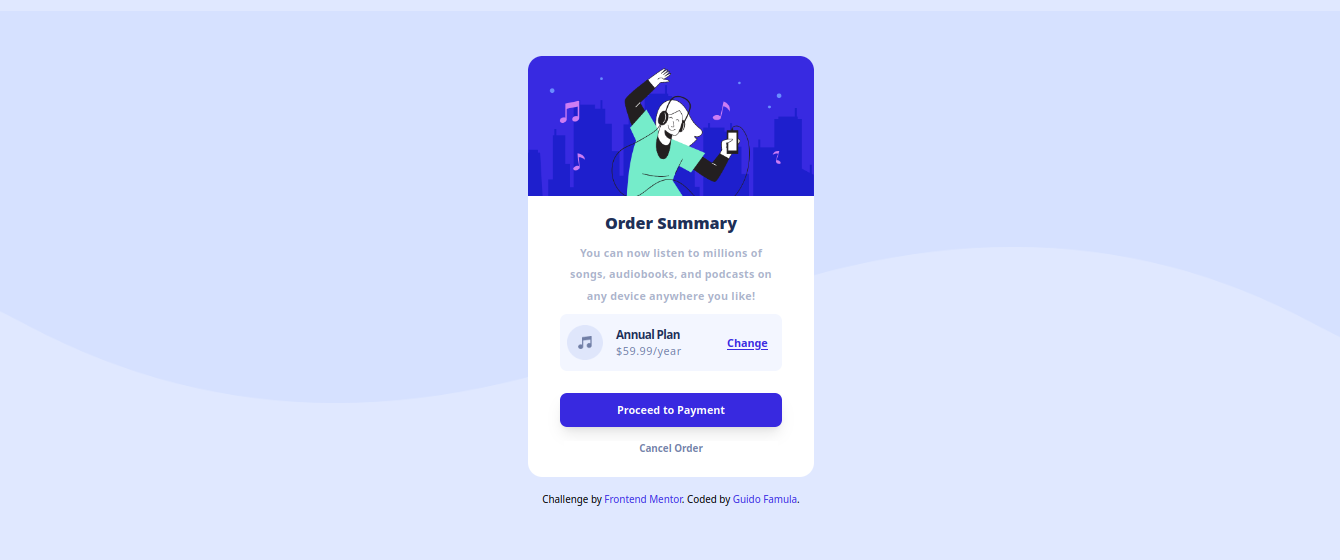 Order Summary
You can now listen to millions of
songs, audiobooks, and podcasts on
any device anywhere you like!
Annual Plan
$59.99/year
Change
Proceed to Payment
Cancel Order
Challenge by Frontend Mentor. Coded by Guido Famula.